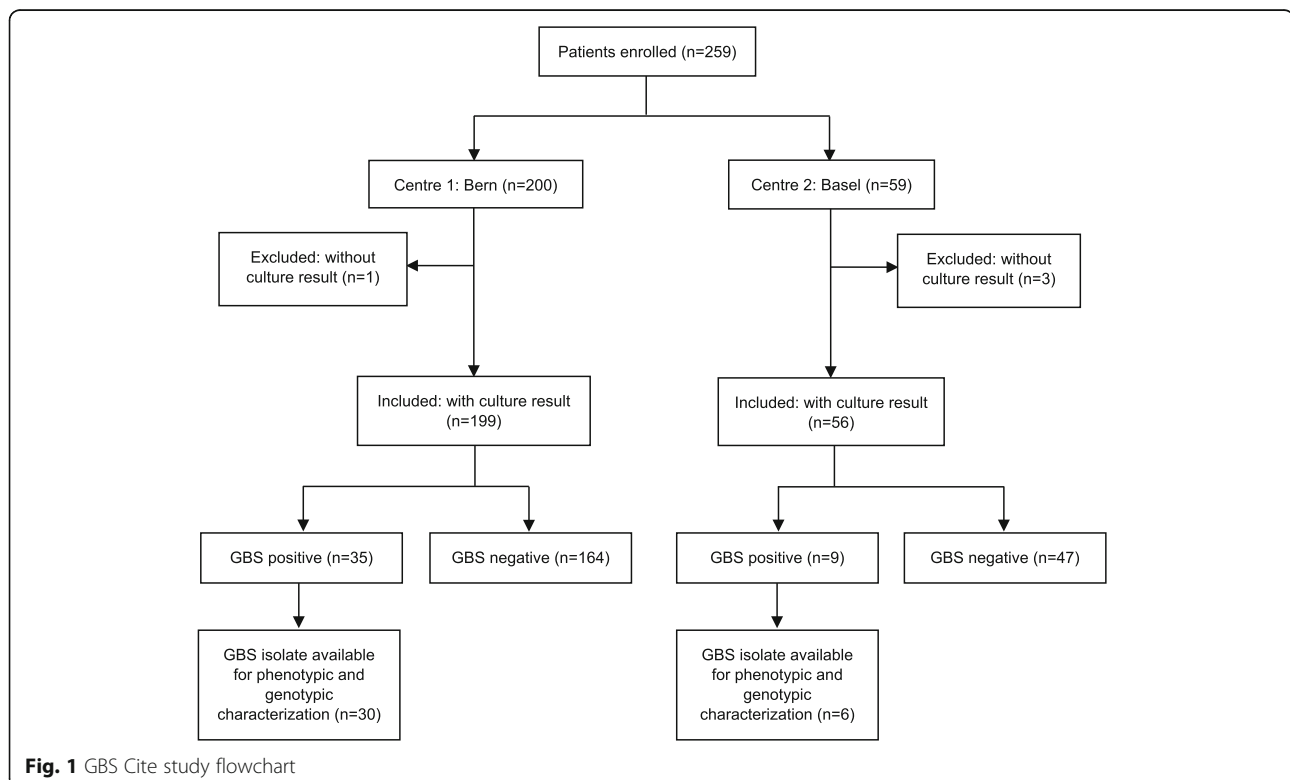 Patients enrolled (n=259)
Centre 1: Bern (n=200)
Centre 2: Basel (n=59)
Excluded: without
culture result (n=1)
Excluded: without
culture result (n=3)
Included: with culture result
(n=199)
Included: with culture result
(n=56)
GBS positive (n=35)
GBS negative (n=164)
GBS positive (n=9)
GBS negative (n=47)
GBS isolate available
for phenotypic and
genotypic
characterization (n=30)
GBS isolate available
for phenotypic and
genotypic
characterization (n=6)
Fig. 1 GBS Cite study flowchart